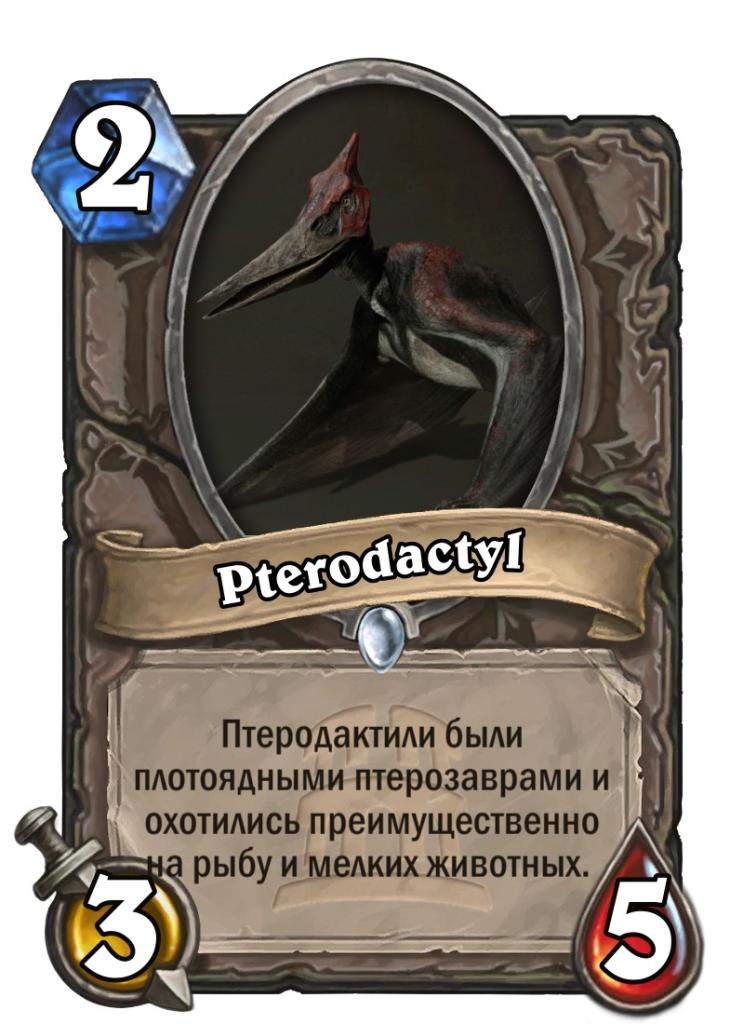 2
Pterodactyl
Птеродактили были
плотоядными птерозаврами и
охотились преимущественно
на рыбу и мелких животных.
3
5